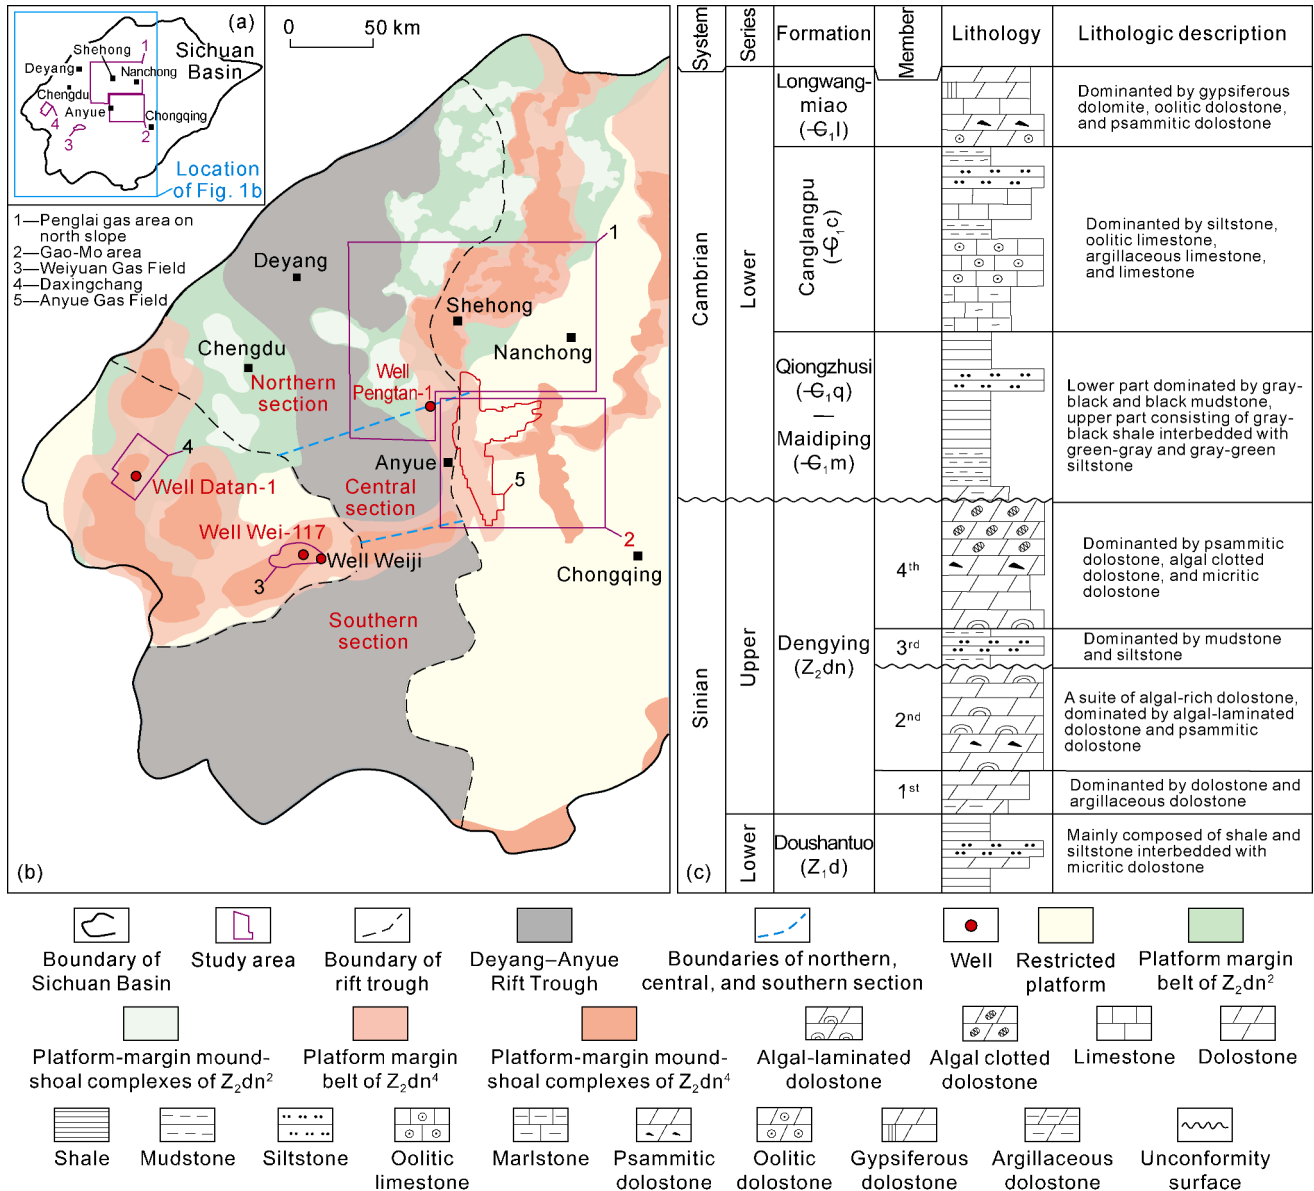 (a)
Sichuan
Basin
Shehong
1
Deyang
Nanchong
Chengdu
Anyue
Chongqing
4
3
2
Location
of Fig. 1b
1—Penglai gas area on
north slope
2—Gao-Mo area
3—Weiyuan Gas Field
4—Daxingchang
5—Anyue Gas Field
0 50 km
1
Deyang
Shehong
Chengdu
Nanchong
Northern
section
Well
Pengtan-1
4
Anyue
Well Datan-1
Central
section
5
Well Wei-117
Well Weiji
2
3
Chongqing
Southern
section
(b)
System
Series
Formation
Member
Lithology
Lithologic description
Cambrian
Lower
Longwang-
miao
(Ꞓ₁l)
Dominated by gypsiferous
dolomite, oolitic dolostone,
and psammitic dolostone
Canglangpu
(Ꞓ₁c)
Dominanted by siltstone,
oolitic limestone,
argillaceous limestone,
and limestone
Qiongzhusi
(Ꞓ₁q)
—
Maidiping
(Ꞓ₁m)
Lower part dominated by gray-
black and black mudstone,
upper part consisting of gray-
black shale interbedded with
green-gray and gray-green
siltstone
Sinian
Upper
Dengying
(Z₂dn)
4th
Dominanted by psammitic
dolostone, algal clotted
dolostone, and micritic
dolostone
3rd
Dominanted by mudstone
and siltstone
2nd
A suite of algal-rich dolostone,
dominated by algal-laminated
dolostone and psammitic
dolostone
1st
Dominated by dolostone and
argillaceous dolostone
Lower
Doushantuo
(Z₁d)
Mainly composed of shale and
siltstone interbedded with
micritic dolostone
(c)
Boundary of
Sichuan Basin
Study area
Boundary of
rift trough
Deyang–Anyue
Rift Trough
Boundaries of northern,
central, and southern section
Well
Restricted
platform
Platform margin
belt of Z₂dn²
Platform-margin mound-
shoal complexes of Z₂dn²
Platform margin
belt of Z₂dn⁴
Platform-margin mound-
shoal complexes of Z₂dn⁴
Algal-laminated
dolostone
Algal clotted
dolostone
Limestone
Dolostone
Shale
Mudstone
Siltstone
Oolitic
limestone
Marlstone
Psammitic
dolostone
Oolitic
dolostone
Gypsiferous
dolostone
Argillaceous
dolostone
Unconformity
surface